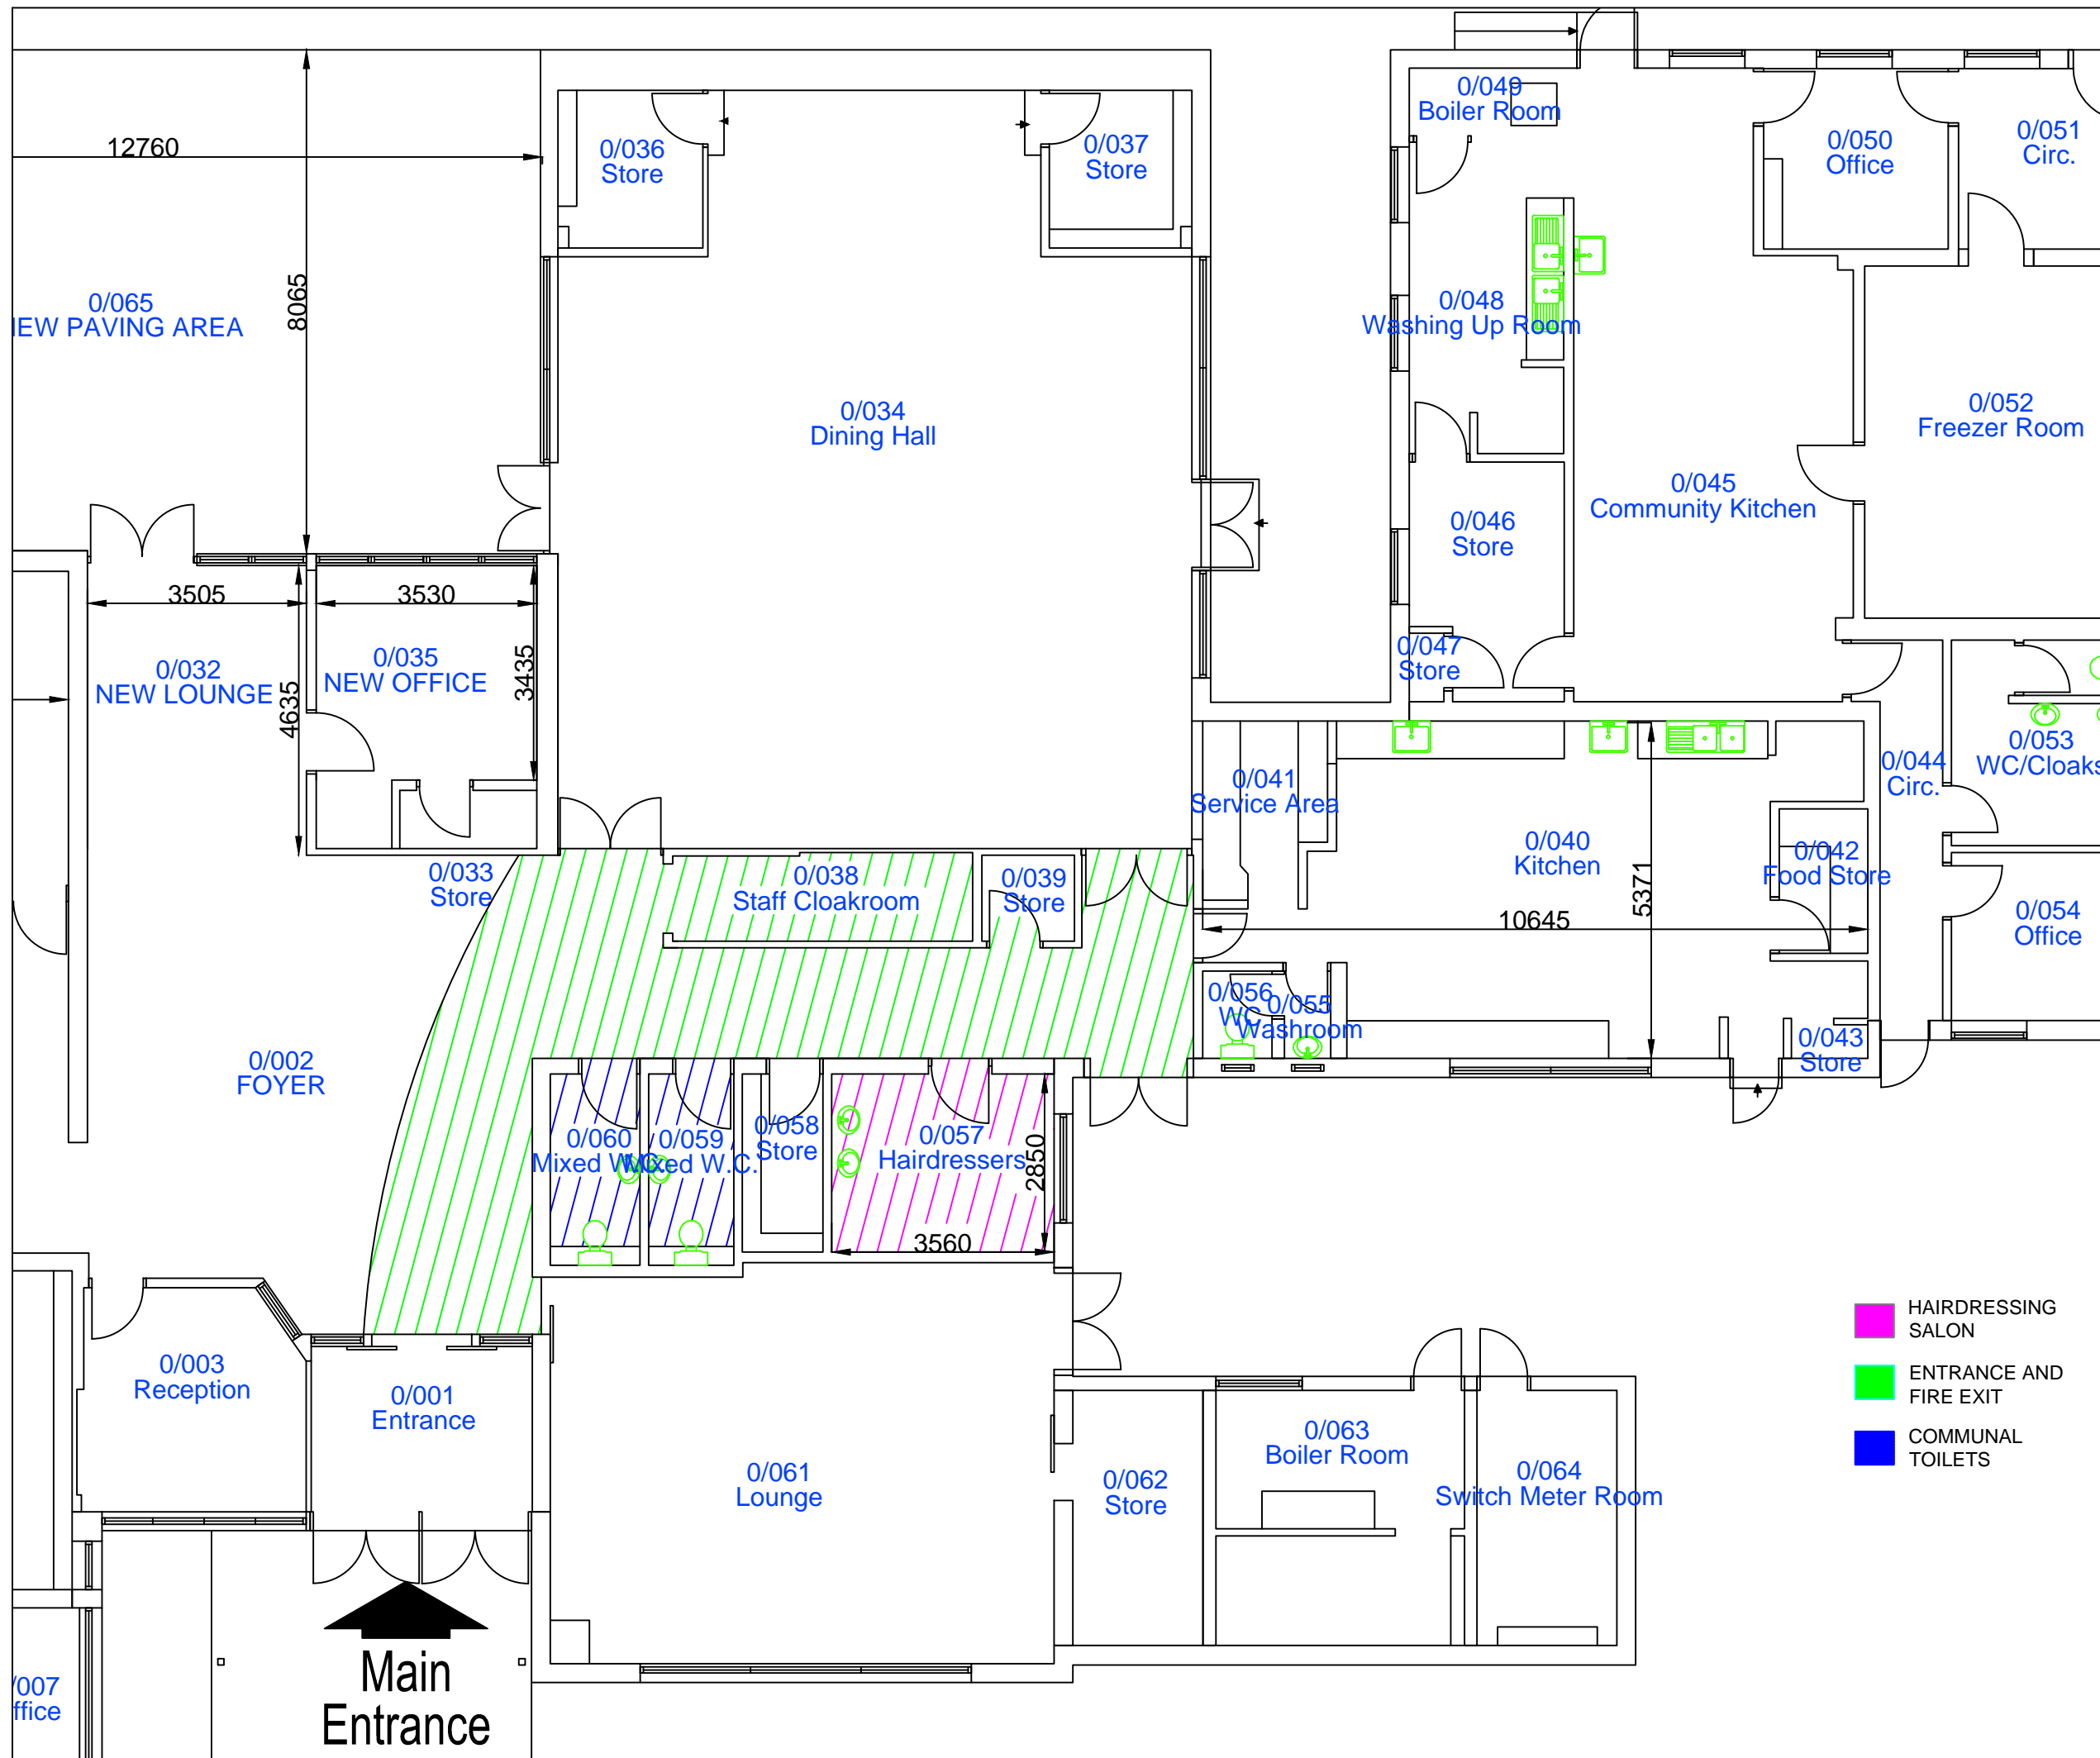 0/049
Boiler Room
0/050
Office
0/051
Circ.
12760
0/036
Store
0/037
Store
0/065
NEW PAVING AREA
8065
0/048
Washing Up Room
0/034
Dining Hall
0/052
Freezer Room
0/045
Community Kitchen
0/046
Store
3505
3530
0/032
NEW LOUNGE
4635
0/035
NEW OFFICE
3435
0/047
Store
0/053
WC/Cloaks
0/044
Circ.
0/041
Service Area
0/040
Kitchen
5371
0/042
Food Store
0/033
Store
0/038
Staff Cloakroom
0/039
Store
10645
0/054
Office
0/056
WC
0/055
Washroom
0/043
Store
0/002
FOYER
0/060
Mixed W.C.
0/059
Mixed W.C.
0/058
Store
0/057
Hairdressers
2850
3560
HAIRDRESSING
SALON
ENTRANCE AND
FIRE EXIT
COMMUNAL
TOILETS
0/003
Reception
0/001
Entrance
0/061
Lounge
0/062
Store
0/063
Boiler Room
0/064
Switch Meter Room
Main
Entrance
/007
ffice